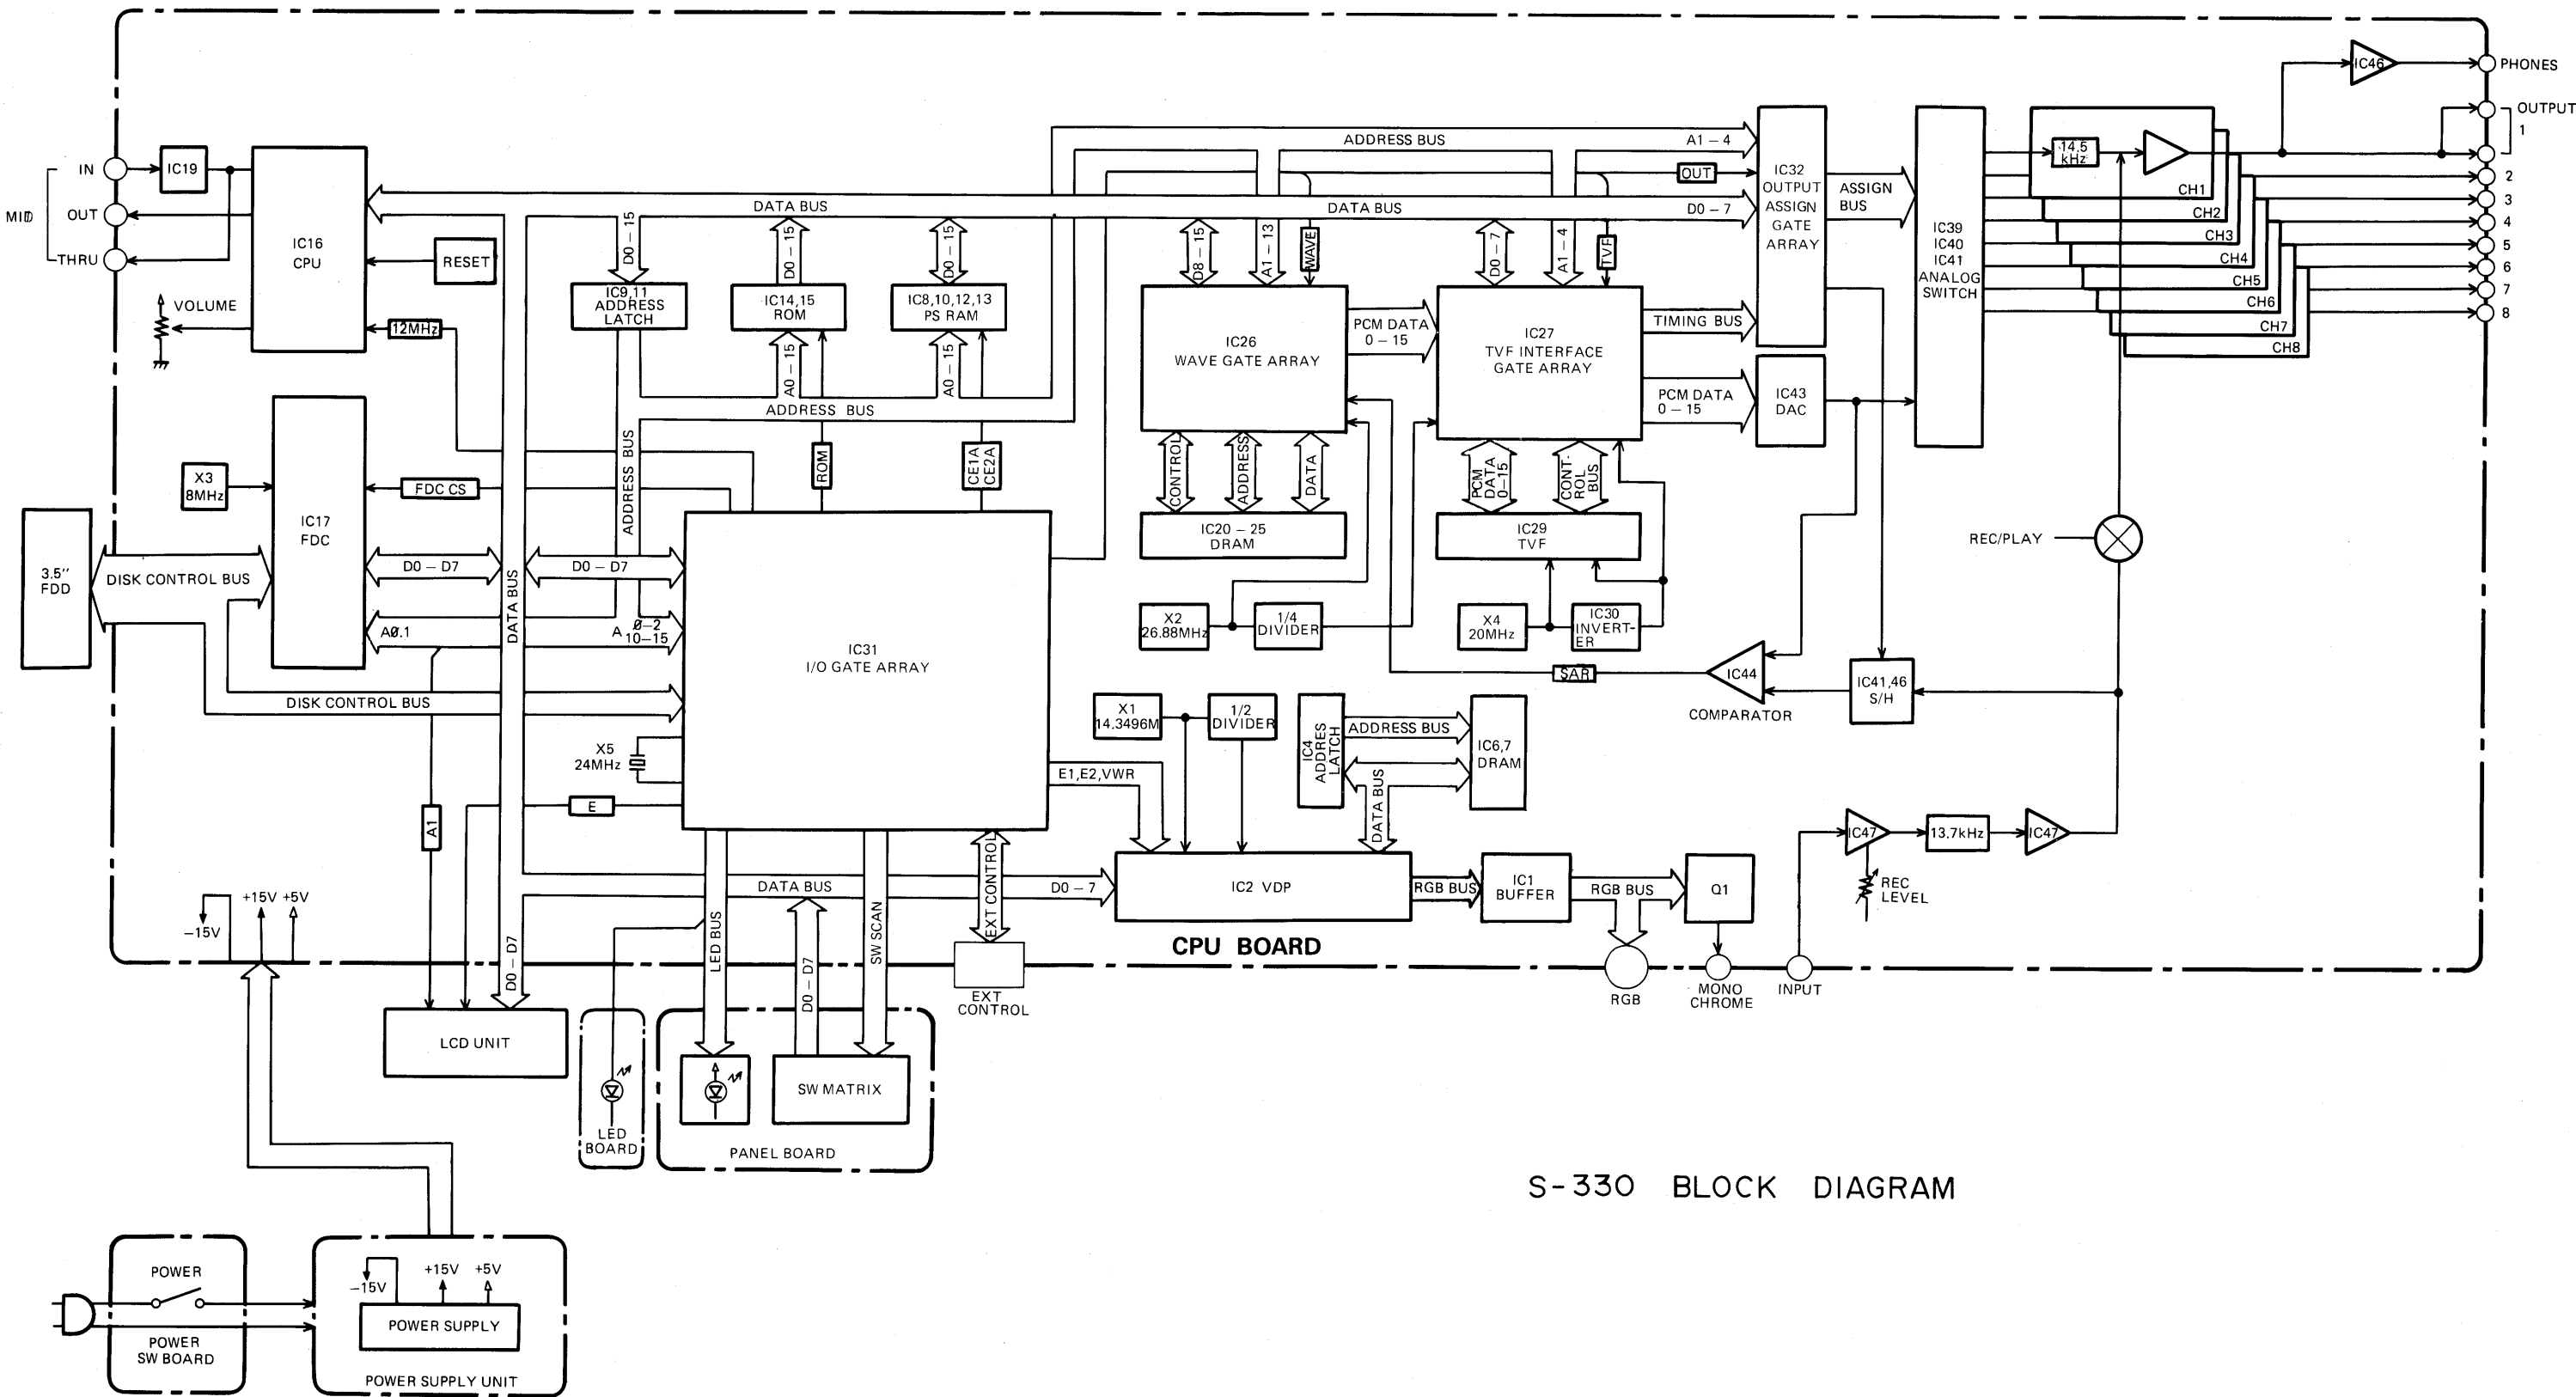 PHONES
OUTPUT
1
2
3
4
5
6
7
8
IC46
14.5
kHz
CH1
CH2
CH3
CH4
CH5
CH6
CH7
CH8
MID
IN
OUT
THRU
IC19
IC16
CPU
RESET
VOLUME
12MHz
DATA BUS
DATA BUS
D0 – 7
ADDRESS BUS
A1 – 4
OUT
IC32
OUTPUT
ASSIGN
GATE
ARRAY
ASSIGN
BUS
IC39
IC40
IC41
ANALOG
SWITCH
D0 – 15
D0 – 15
D0 – 15
IC9,11
ADDRESS
LATCH
IC14,15
ROM
IC8,10,12,13
PS RAM
A0 – 15
A0 – 15
ADDRESS BUS
ADDRESS BUS
ROM
CE1A
CE2A
D8 – 15
A1 – 13
WAVE
D0 – 7
A1 – 4
TVF
IC26
WAVE GATE ARRAY
PCM DATA
0 – 15
IC27
TVF INTERFACE
GATE ARRAY
TIMING BUS
PCM DATA
0 – 15
IC43
DAC
CONTROL
ADDRESS
DATA
PCM
DATA
0–15
CONT-
ROL
BUS
IC20 – 25
DRAM
IC29
TVF
X3
8MHz
FDC CS
IC17
FDC
3.5″
FDD
DISK CONTROL BUS
D0 – D7
D0 – D7
DATA BUS
AØ.1
A Ø–2
10–15
DISK CONTROL BUS
IC31
I/O GATE ARRAY
X5
24MHz
E
A1
X2
26.88MHz
1/4
DIVIDER
X4
20MHz
IC30
INVERT-
ER
REC/PLAY
SAR
IC44
COMPARATOR
IC41,46
S/H
X1
14.3496M
1/2
DIVIDER
IC4
ADDRES
LATCH
ADDRESS BUS
DATA BUS
IC6,7
DRAM
E1,E2,VWR
IC47
13.7kHz
IC47
REC
LEVEL
DATA BUS
D0 – 7
IC2 VDP
RGB BUS
IC1
BUFFER
RGB BUS
Q1
CPU BOARD
–15V
+15V
+5V
D0 – D7
LED BUS
D0 – D7
SW SCAN
EXT CONTROL
EXT
CONTROL
RGB
MONO
CHROME
INPUT
LCD UNIT
LED
BOARD
SW MATRIX
PANEL BOARD
S-330 BLOCK DIAGRAM
POWER
POWER
SW BOARD
–15V
+15V
+5V
POWER SUPPLY
POWER SUPPLY UNIT